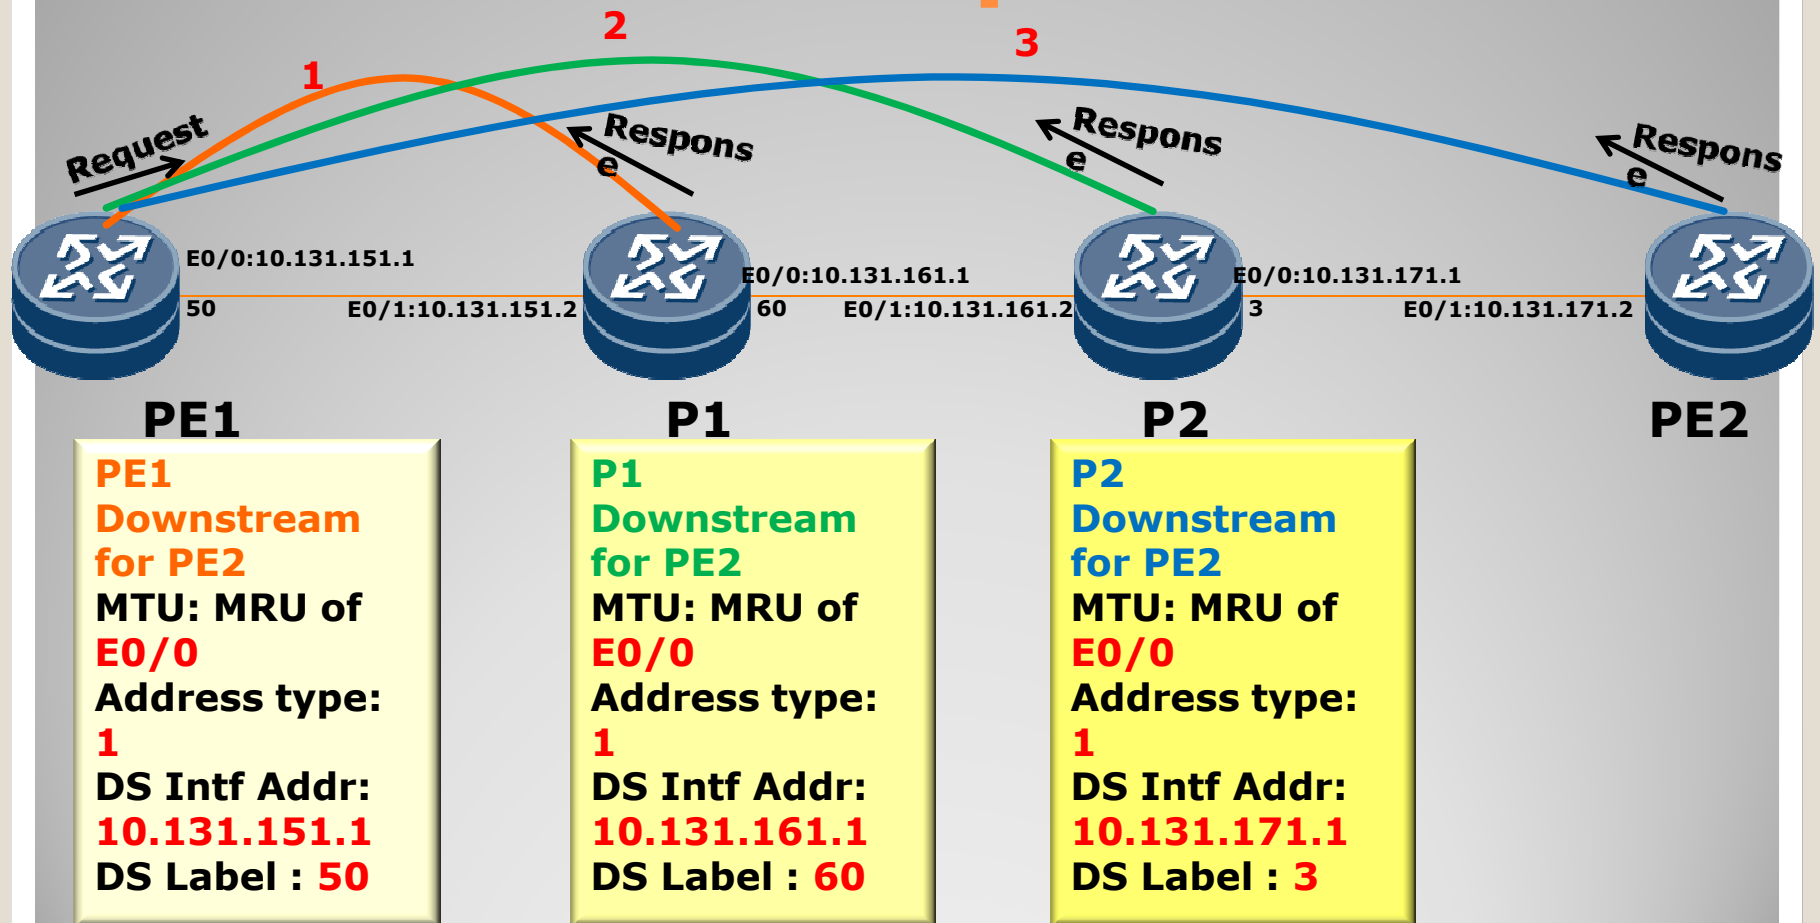 2
3
1
Request
Respons
e
Respons
e
Respons
e
E0/0:10.131.151.1
E0/0:10.131.161.1
E0/0:10.131.171.1
50
E0/1:10.131.151.2
60
E0/1:10.131.161.2
3
E0/1:10.131.171.2
PE1
P1
P2
PE2
PE1
Downstream
for PE2
MTU: MRU of
E0/0
Address type:
1
DS Intf Addr:
10.131.151.1
DS Label : 50
P1
Downstream
for PE2
MTU: MRU of
E0/0
Address type:
1
DS Intf Addr:
10.131.161.1
DS Label : 60
P2
Downstream
for PE2
MTU: MRU of
E0/0
Address type:
1
DS Intf Addr:
10.131.171.1
DS Label : 3